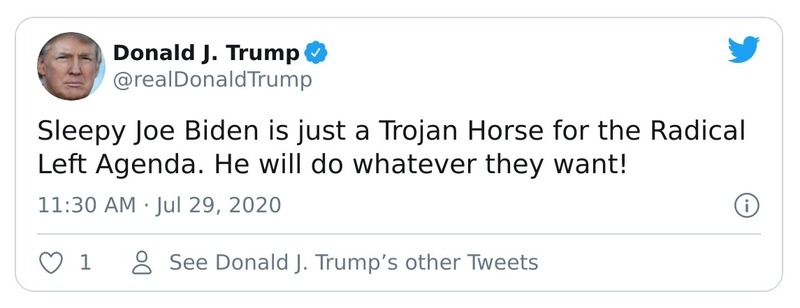 Donald J. Trump
@realDonaldTrump
Sleepy Joe Biden is just a Trojan Horse for the Radical
Left Agenda. He will do whatever they want!
11:30 AM · Jul 29, 2020
1
See Donald J. Trump’s other Tweets